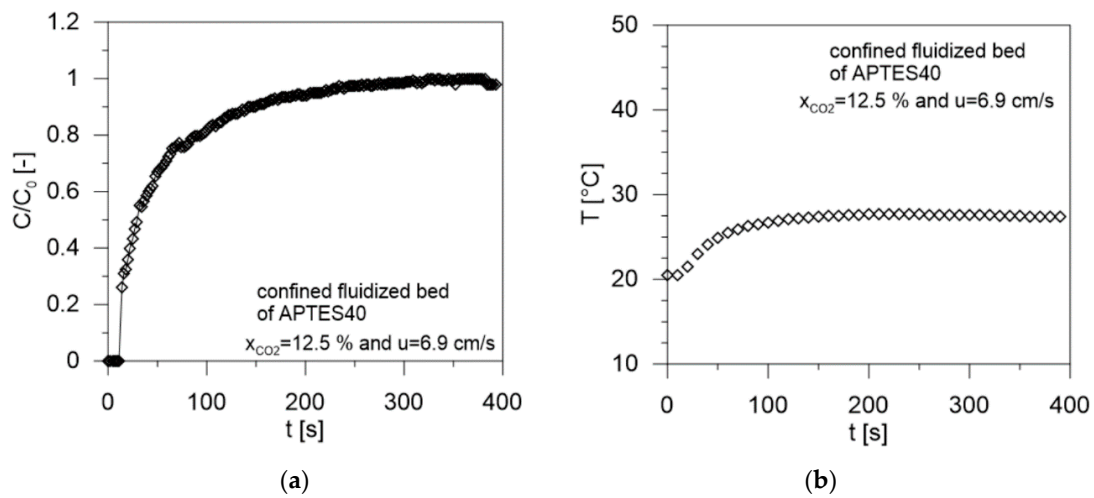 1.2
1
0.8
0.6
0.4
0.2
0
C/C₀ [-]
confined fluidized bed
of APTES40
x_CO2=12.5 % and u=6.9 cm/s
0 100 200 300 400
t [s]
(a)
50
40
30
20
10
T [°C]
confined fluidized bed
of APTES40
x_CO2=12.5 % and u=6.9 cm/s
0 100 200 300 400
t [s]
(b)